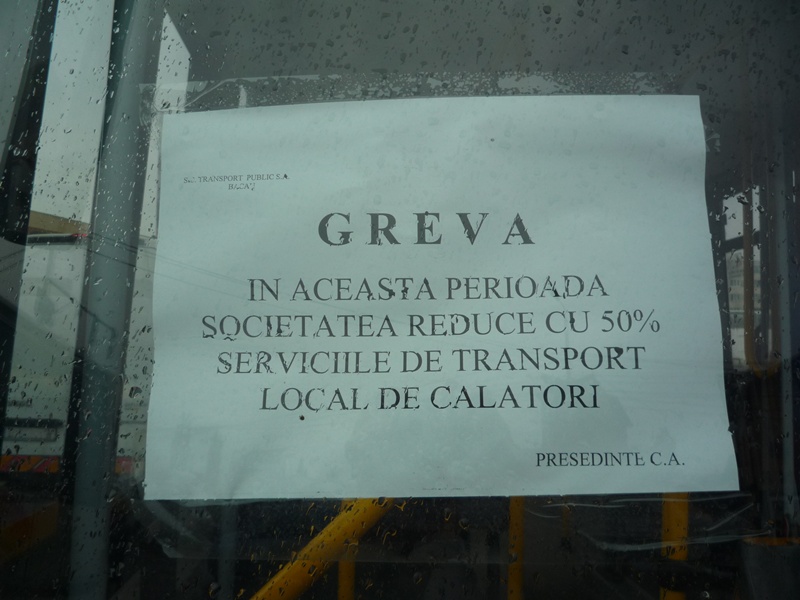 S.C. TRANSPORT PUBLIC S.A.
BACAU
GREVA
IN ACEASTA PERIOADA
SOCIETATEA REDUCE CU 50%
SERVICIILE DE TRANSPORT
LOCAL DE CALATORI
PRESEDINTE C.A.